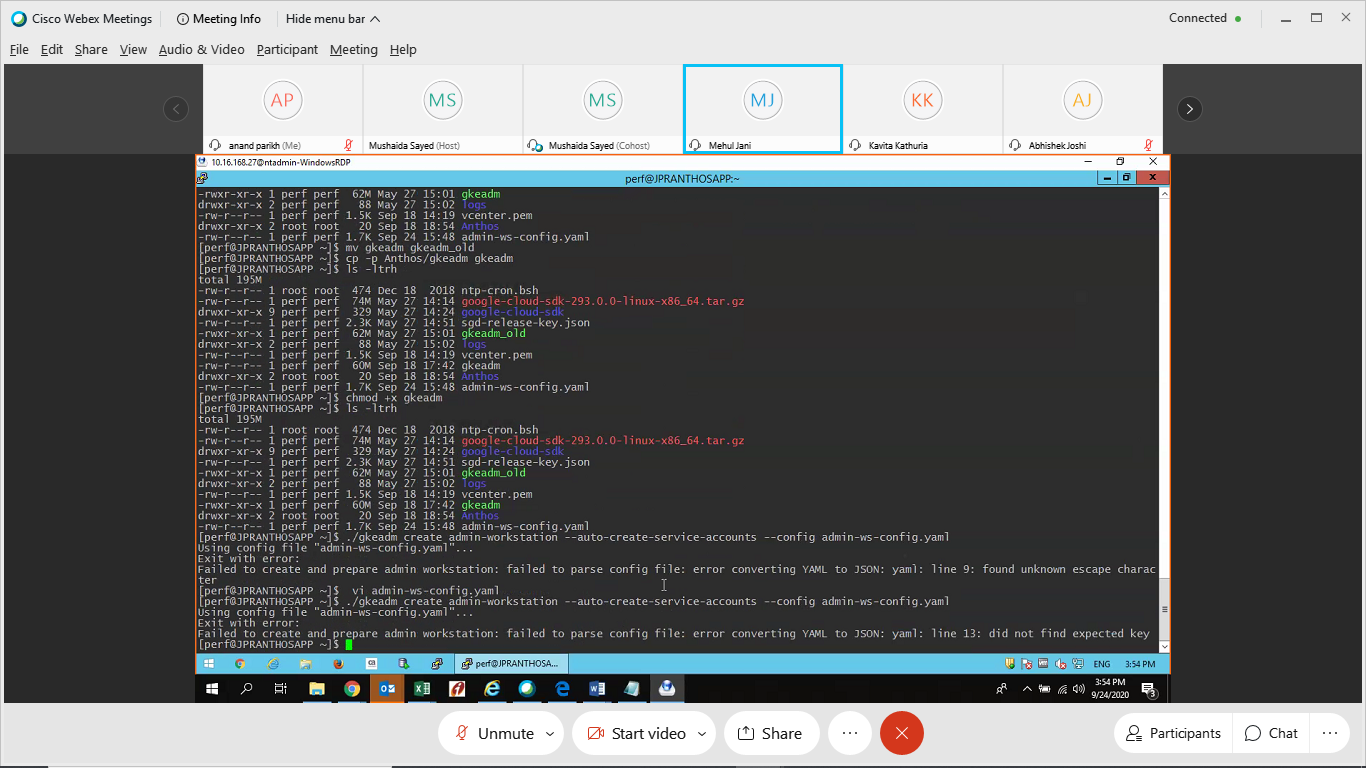 Cisco Webex Meetings
Meeting Info
Hide menu bar
Connected
File Edit Share View Audio & Video Participant Meeting Help
AP
MS
MS
MJ
KK
AJ
anand parikh (Me)
Mushaida Sayed (Host)
Mushaida Sayed (Cohost)
Mehul Jani
Kavita Kathuria
Abhishek Joshi
10.16.168.27@ntadmin-WindowsRDP
perf@JPRANTHOSAPP:~
-rwxr-xr-x 1 perf perf  62M May 27 15:01 gkeadm
drwxr-xr-x 2 perf perf   88 May 27 15:02 logs
-rwxr--r-- 1 perf perf 1.5K Sep 18 14:19 vcenter.pem
drwxr-xr-x 2 root root   20 Sep 18 18:54 Anthos
-rw-r--r-- 1 perf perf 1.7K Sep 24 15:48 admin-ws-config.yaml
[perf@JPRANTHOSAPP ~]$ mv gkeadm gkeadm_old
[perf@JPRANTHOSAPP ~]$ cp -p Anthos/gkeadm gkeadm
[perf@JPRANTHOSAPP ~]$ ls -ltrh
total 195M
-rw-r--r-- 1 root root  474 Dec 18  2018 ntp-cron.bsh
-rw-r--r-- 1 perf perf  74M May 27 14:14 google-cloud-sdk-293.0.0-linux-x86_64.tar.gz
drwxr-xr-x 9 perf perf  329 May 27 14:24 google-cloud-sdk
-rw-r--r-- 1 perf perf 2.3K May 27 14:51 sgd-release-key.json
-rwxr-xr-x 1 perf perf  62M May 27 15:01 gkeadm_old
drwxr-xr-x 2 perf perf   88 May 27 15:02 logs
-rwxr--r-- 1 perf perf 1.5K Sep 18 14:19 vcenter.pem
-rw-r--r-- 1 perf perf  60M Sep 18 17:42 gkeadm
drwxr-xr-x 2 root root   20 Sep 18 18:54 Anthos
-rw-r--r-- 1 perf perf 1.7K Sep 24 15:48 admin-ws-config.yaml
[perf@JPRANTHOSAPP ~]$ chmod +x gkeadm
[perf@JPRANTHOSAPP ~]$ ls -ltrh
total 195M
-rw-r--r-- 1 root root  474 Dec 18  2018 ntp-cron.bsh
-rw-r--r-- 1 perf perf  74M May 27 14:14 google-cloud-sdk-293.0.0-linux-x86_64.tar.gz
drwxr-xr-x 9 perf perf  329 May 27 14:24 google-cloud-sdk
-rw-r--r-- 1 perf perf 2.3K May 27 14:51 sgd-release-key.json
-rwxr-xr-x 1 perf perf  62M May 27 15:01 gkeadm_old
drwxr-xr-x 2 perf perf   88 May 27 15:02 logs
-rwxr--r-- 1 perf perf 1.5K Sep 18 14:19 vcenter.pem
-rwxr-xr-x 1 perf perf  60M Sep 18 17:42 gkeadm
drwxr-xr-x 2 root root   20 Sep 18 18:54 Anthos
-rw-r--r-- 1 perf perf 1.7K Sep 24 15:48 admin-ws-config.yaml
[perf@JPRANTHOSAPP ~]$ ./gkeadm create admin-workstation --auto-create-service-accounts --config admin-ws-config.yaml
Using config file "admin-ws-config.yaml"...
Exit with error:
Failed to create and prepare admin workstation: failed to parse config file: error converting YAML to JSON: yaml: line 9: found unknown escape charac
ter
[perf@JPRANTHOSAPP ~]$  vi admin-ws-config.yaml
[perf@JPRANTHOSAPP ~]$ ./gkeadm create admin-workstation --auto-create-service-accounts --config admin-ws-config.yaml
Using config file "admin-ws-config.yaml"...
Exit with error:
Failed to create and prepare admin workstation: failed to parse config file: error converting YAML to JSON: yaml: line 13: did not find expected key
[perf@JPRANTHOSAPP ~]$
perf@JPRANTHOSA...
ENG
3:54 PM
3:54 PM
9/24/2020
3
Unmute
Start video
Share
Participants
Chat